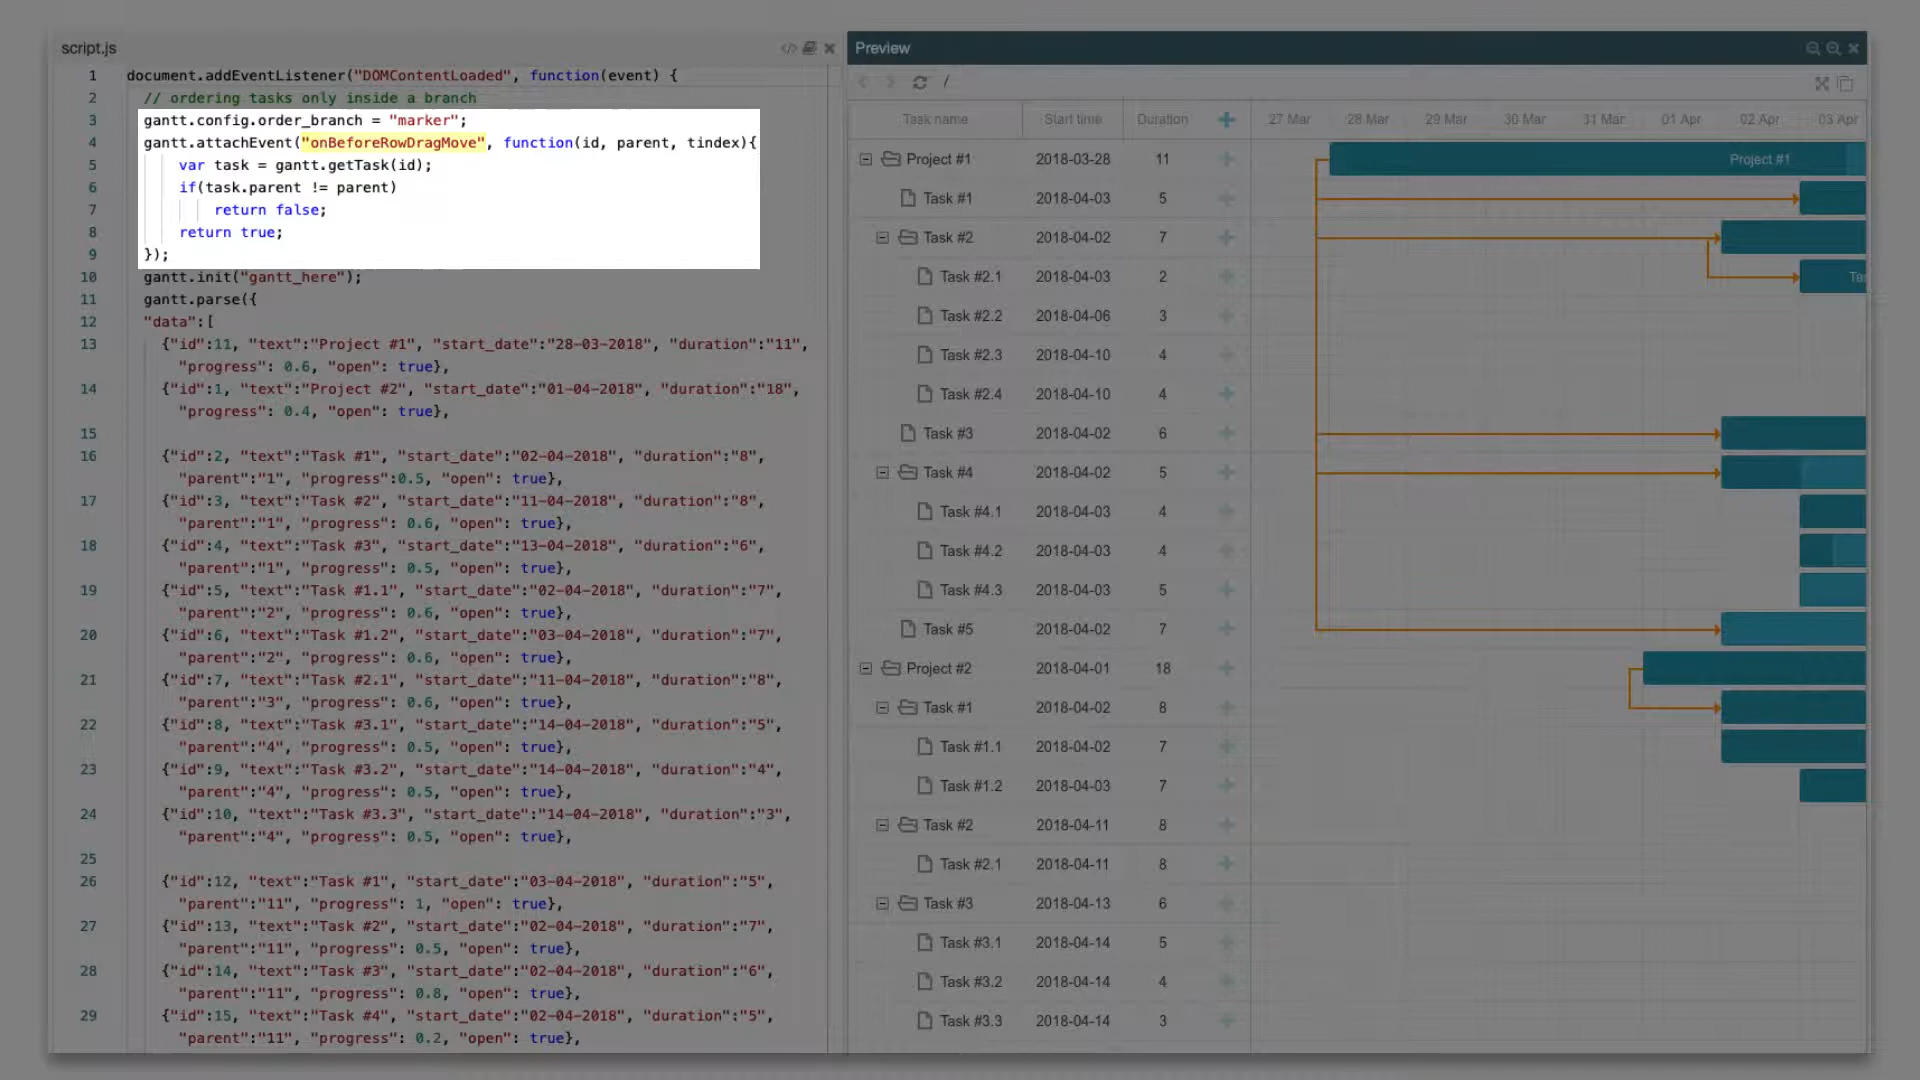 script.js
1 document.addEventListener("DOMContentLoaded", function(event) {
2 // ordering tasks only inside a branch
3 gantt.config.order_branch = "marker";
4 gantt.attachEvent("onBeforeRowDragMove", function(id, parent, tindex){
5 var task = gantt.getTask(id);
6 if(task.parent != parent)
7 return false;
8 return true;
9 });
10 gantt.init("gantt_here");
11 gantt.parse({
12 "data":[
13 {"id":11, "text":"Project #1", "start_date":"28-03-2018", "duration":"11",
"progress": 0.6, "open": true},
14 {"id":1, "text":"Project #2", "start_date":"01-04-2018", "duration":"18",
"progress": 0.4, "open": true},
15
16 {"id":2, "text":"Task #1", "start_date":"02-04-2018", "duration":"8",
"parent":"1", "progress":0.5, "open": true},
17 {"id":3, "text":"Task #2", "start_date":"11-04-2018", "duration":"8",
"parent":"1", "progress": 0.6, "open": true},
18 {"id":4, "text":"Task #3", "start_date":"13-04-2018", "duration":"6",
"parent":"1", "progress": 0.5, "open": true},
19 {"id":5, "text":"Task #1.1", "start_date":"02-04-2018", "duration":"7",
"parent":"2", "progress": 0.6, "open": true},
20 {"id":6, "text":"Task #1.2", "start_date":"03-04-2018", "duration":"7",
"parent":"2", "progress": 0.6, "open": true},
21 {"id":7, "text":"Task #2.1", "start_date":"11-04-2018", "duration":"8",
"parent":"3", "progress": 0.6, "open": true},
22 {"id":8, "text":"Task #3.1", "start_date":"14-04-2018", "duration":"5",
"parent":"4", "progress": 0.5, "open": true},
23 {"id":9, "text":"Task #3.2", "start_date":"14-04-2018", "duration":"4",
"parent":"4", "progress": 0.5, "open": true},
24 {"id":10, "text":"Task #3.3", "start_date":"14-04-2018", "duration":"3",
"parent":"4", "progress": 0.5, "open": true},
25
26 {"id":12, "text":"Task #1", "start_date":"03-04-2018", "duration":"5",
"parent":"11", "progress": 1, "open": true},
27 {"id":13, "text":"Task #2", "start_date":"02-04-2018", "duration":"7",
"parent":"11", "progress": 0.5, "open": true},
28 {"id":14, "text":"Task #3", "start_date":"02-04-2018", "duration":"6",
"parent":"11", "progress": 0.8, "open": true},
29 {"id":15, "text":"Task #4", "start_date":"02-04-2018", "duration":"5",
"parent":"11", "progress": 0.2, "open": true},
Preview
/
Task name Start time Duration 27 Mar 28 Mar 29 Mar 30 Mar 31 Mar 01 Apr 02 Apr 03 Apr
Project #1 2018-03-28 11 Project #1
Task #1 2018-04-03 5
Task #2 2018-04-02 7
Task #2.1 2018-04-03 2 Ta
Task #2.2 2018-04-06 3
Task #2.3 2018-04-10 4
Task #2.4 2018-04-10 4
Task #3 2018-04-02 6
Task #4 2018-04-02 5
Task #4.1 2018-04-03 4
Task #4.2 2018-04-03 4
Task #4.3 2018-04-03 5
Task #5 2018-04-02 7
Project #2 2018-04-01 18
Task #1 2018-04-02 8
Task #1.1 2018-04-02 7
Task #1.2 2018-04-03 7
Task #2 2018-04-11 8
Task #2.1 2018-04-11 8
Task #3 2018-04-13 6
Task #3.1 2018-04-14 5
Task #3.2 2018-04-14 4
Task #3.3 2018-04-14 3